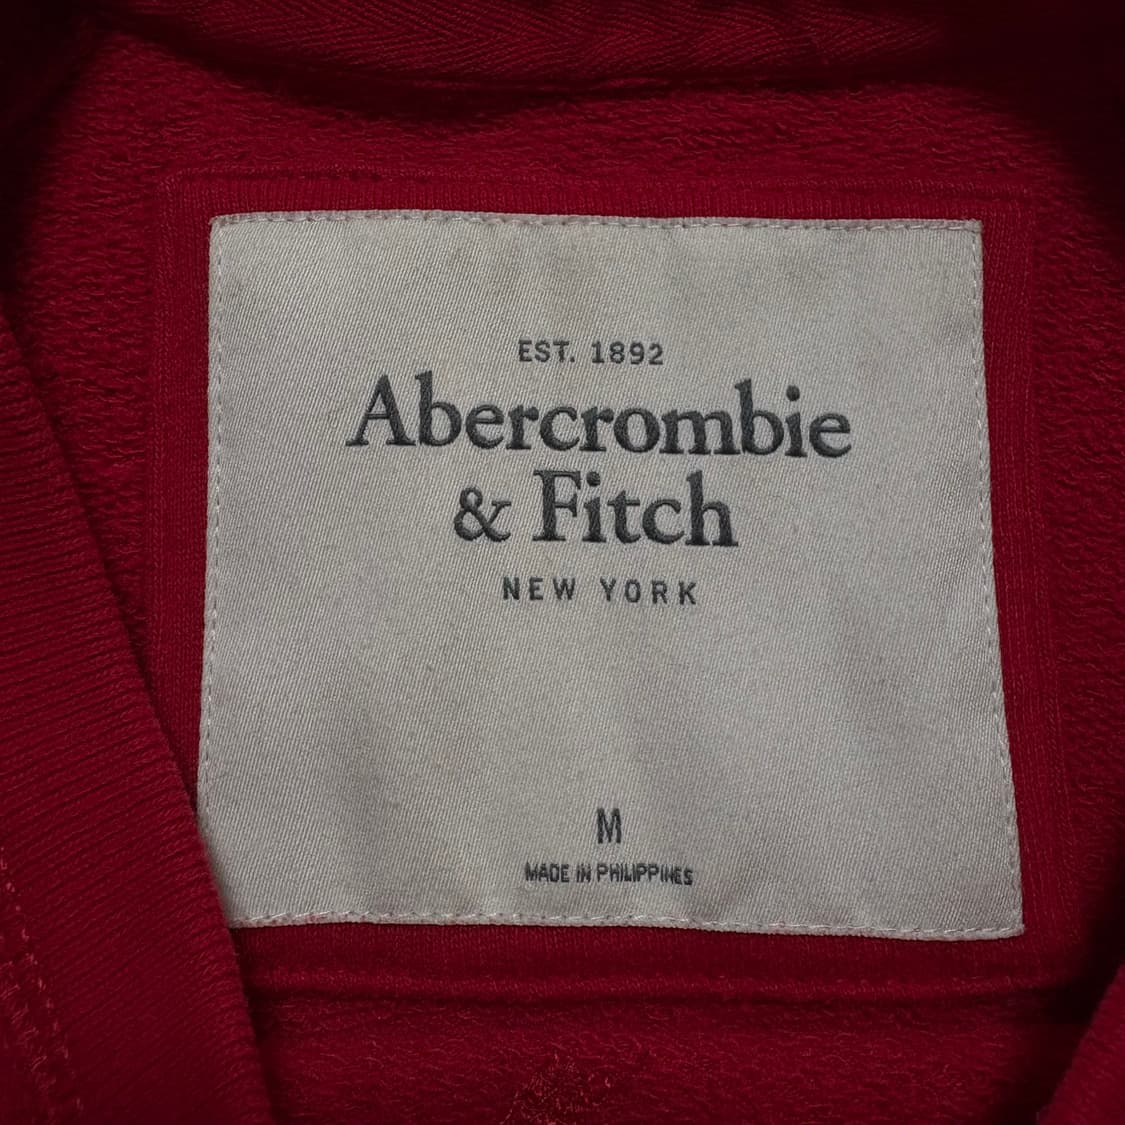 EST. 1892
Abercrombie
& Fitch
NEW YORK
M
MADE IN PHILIPPINES